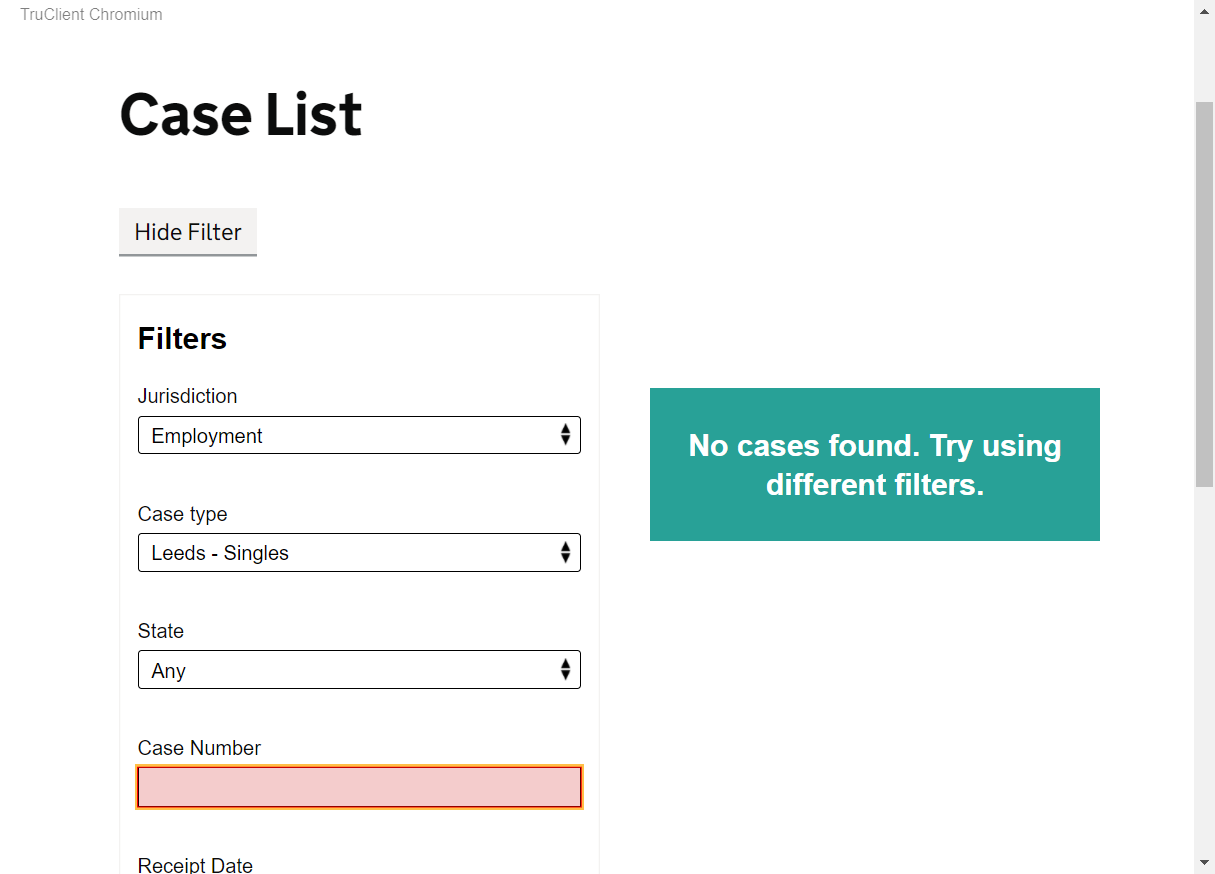 TruClient Chromium
Case List
Hide Filter
Filters
Jurisdiction
Employment
No cases found. Try using
different filters.
Case type
Leeds - Singles
State
Any
Case Number
Receipt Date